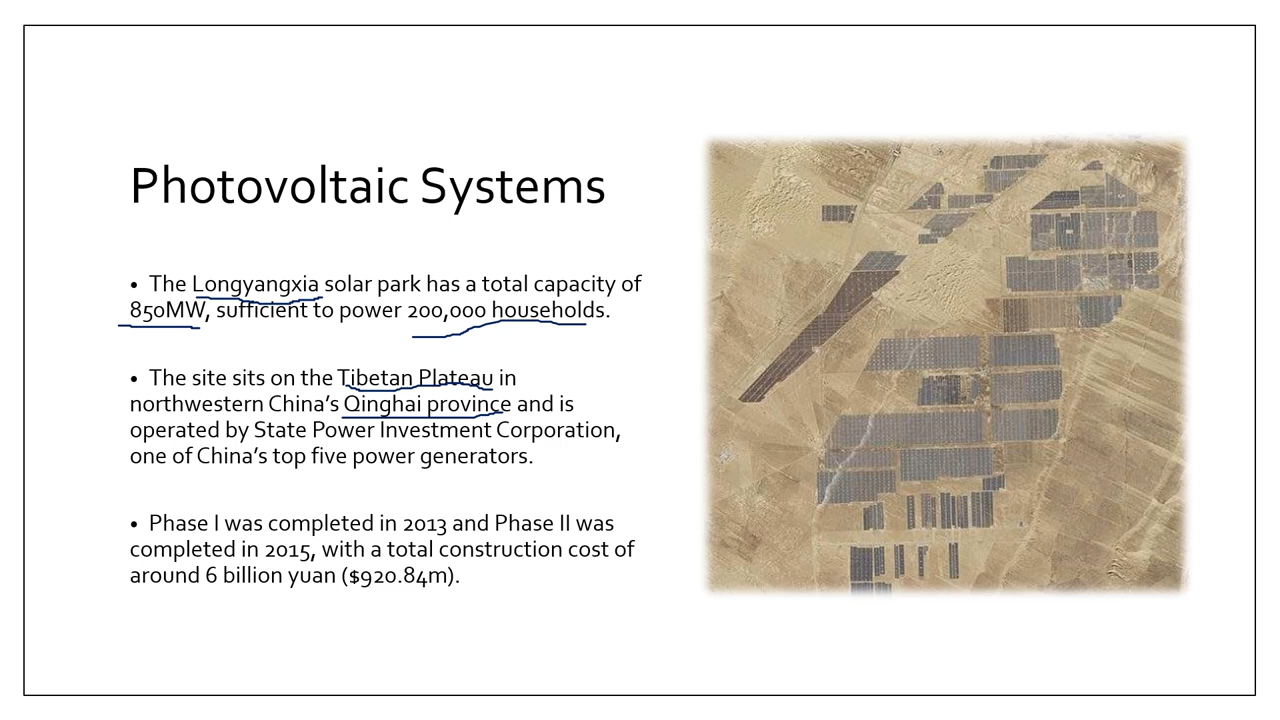 Photovoltaic Systems
• The Longyangxia solar park has a total capacity of
850MW, sufficient to power 200,000 households.
• The site sits on the Tibetan Plateau in
northwestern China's Qinghai province and is
operated by State Power Investment Corporation,
one of China's top five power generators.
• Phase I was completed in 2013 and Phase II was
completed in 2015, with a total construction cost of
around 6 billion yuan ($920.84m).